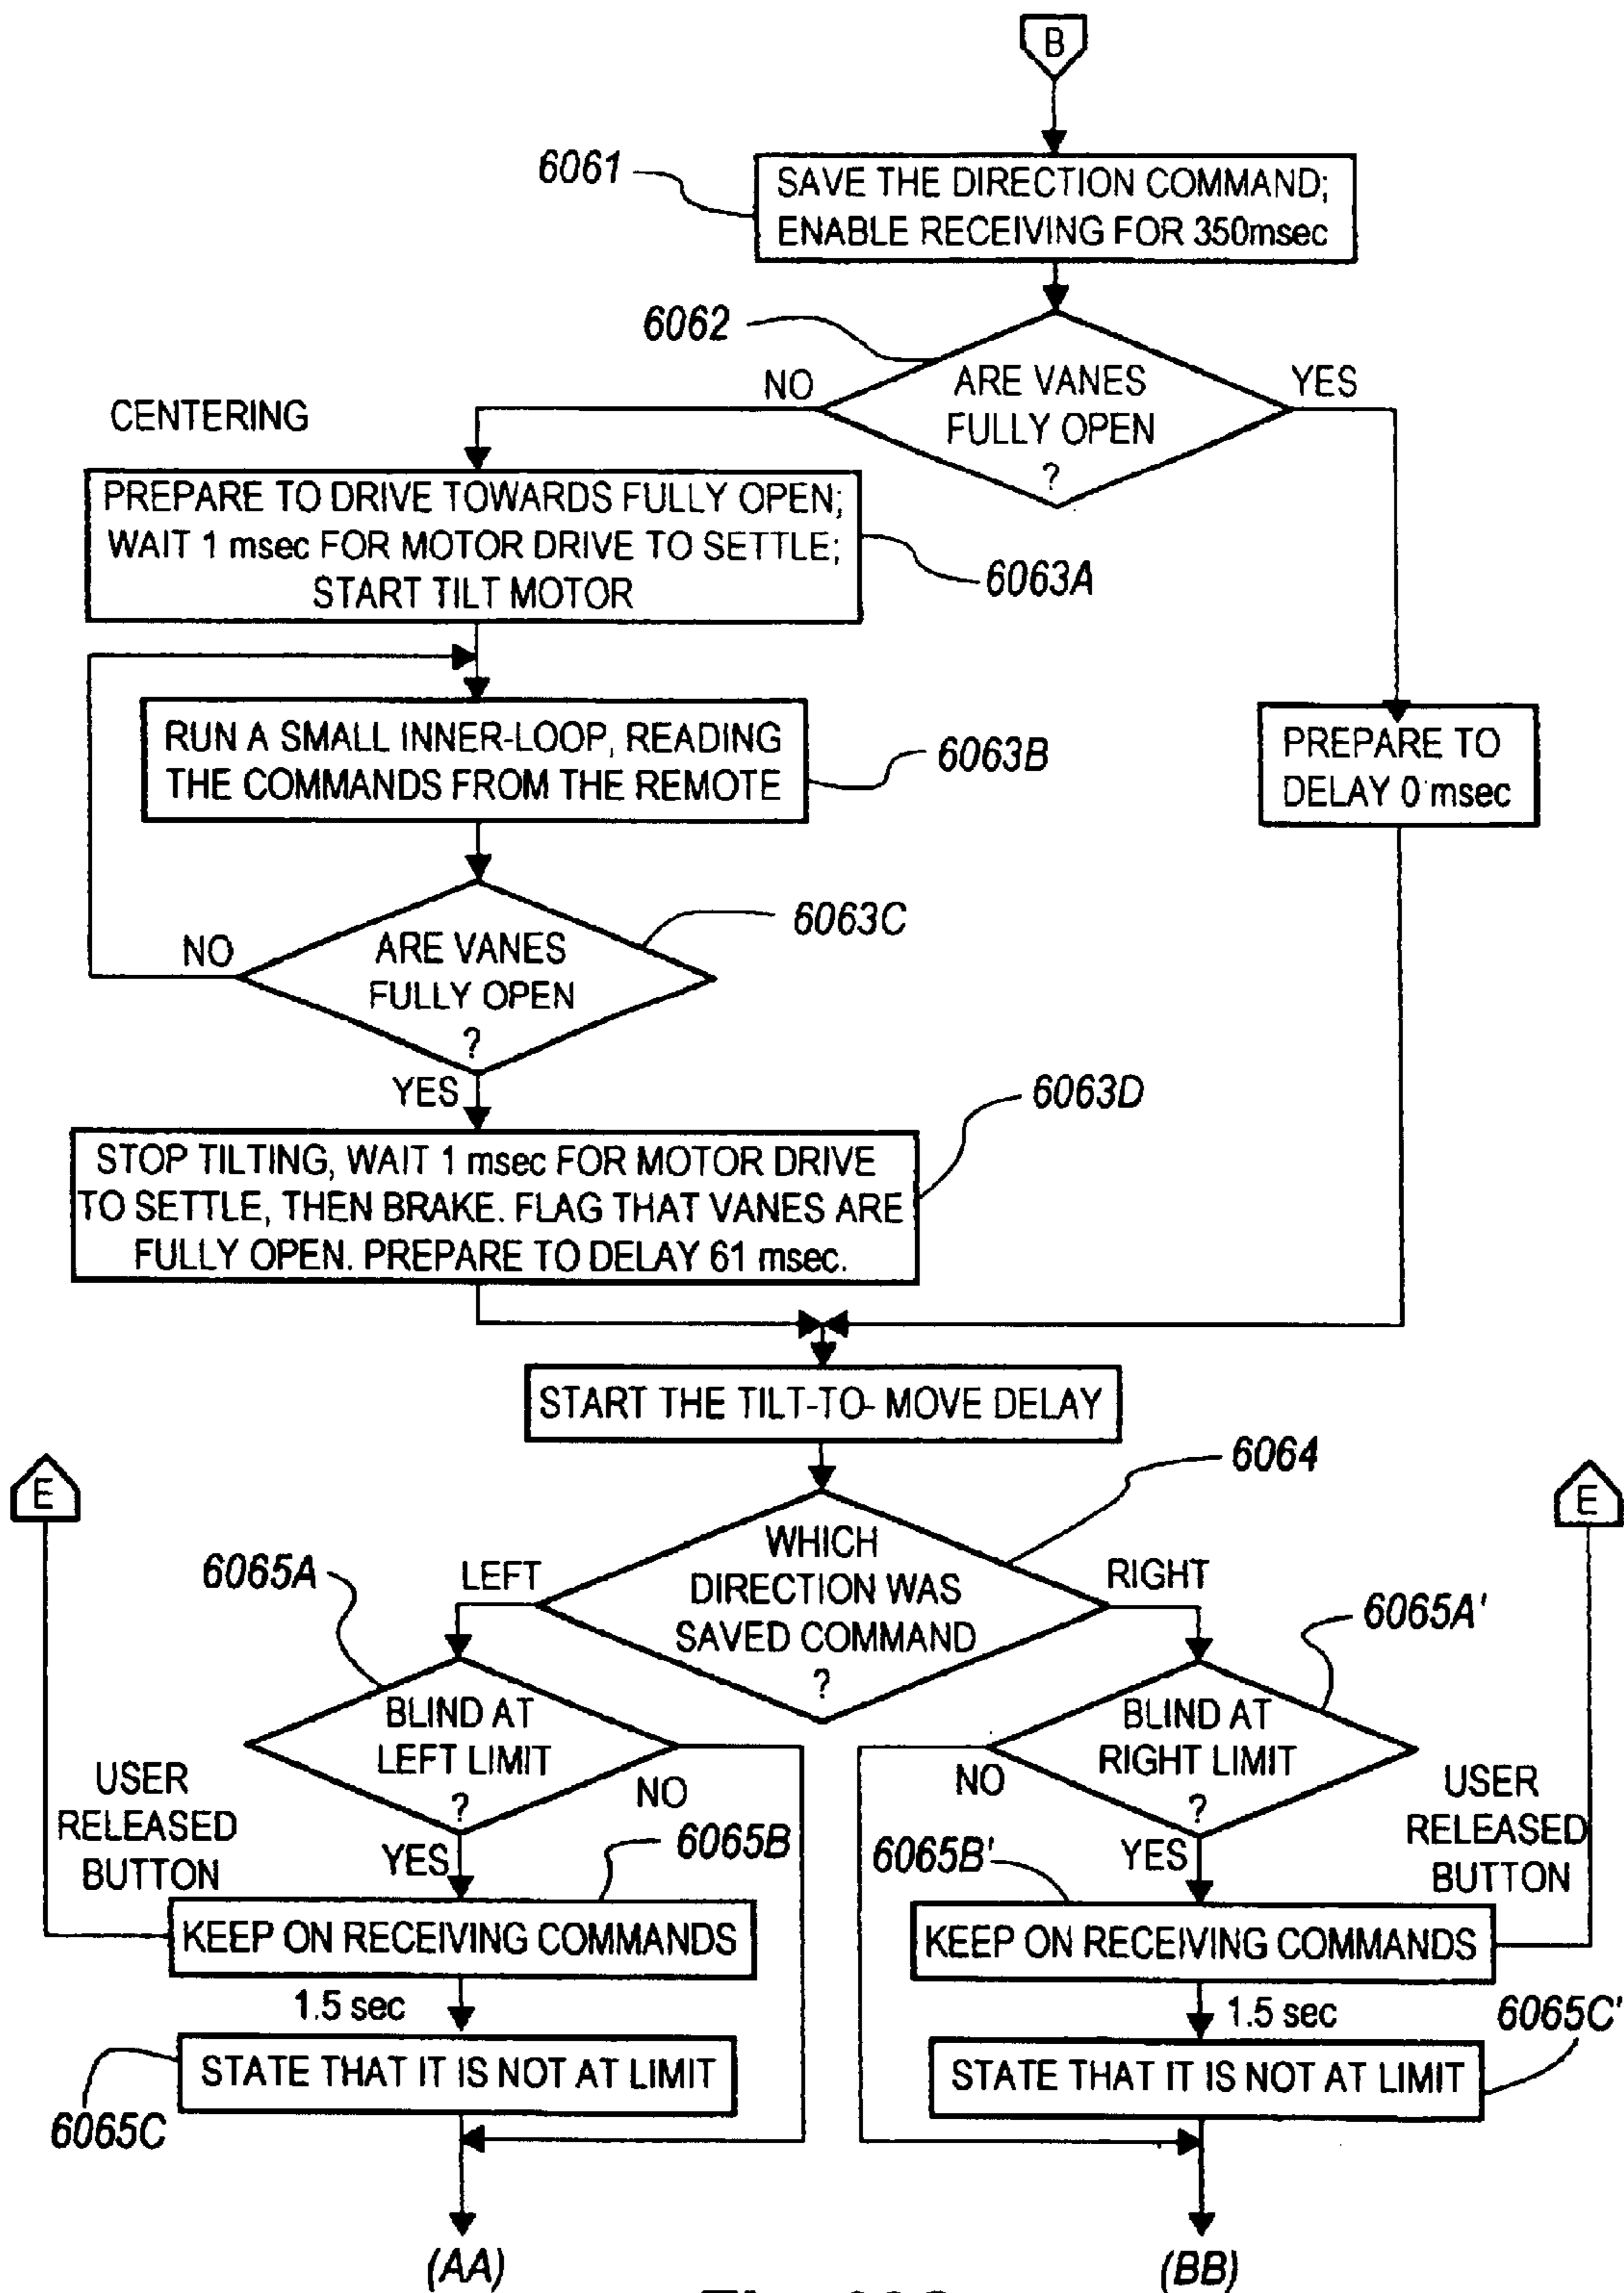 B
6061
SAVE THE DIRECTION COMMAND;
ENABLE RECEIVING FOR 350msec
6062
NO
ARE VANES
FULLY OPEN
?
YES
CENTERING
PREPARE TO DRIVE TOWARDS FULLY OPEN;
WAIT 1 msec FOR MOTOR DRIVE TO SETTLE;
START TILT MOTOR
6063A
RUN A SMALL INNER-LOOP, READING
THE COMMANDS FROM THE REMOTE
6063B
PREPARE TO
DELAY 0 msec
6063C
NO
ARE VANES
FULLY OPEN
?
YES
6063D
STOP TILTING, WAIT 1 msec FOR MOTOR DRIVE
TO SETTLE, THEN BRAKE. FLAG THAT VANES ARE
FULLY OPEN. PREPARE TO DELAY 61 msec.
START THE TILT-TO- MOVE DELAY
6064
E
E
WHICH
DIRECTION WAS
SAVED COMMAND
?
LEFT
RIGHT
6065A
6065A'
BLIND AT
LEFT LIMIT
?
NO
YES
BLIND AT
RIGHT LIMIT
?
NO
YES
USER
RELEASED
BUTTON
USER
RELEASED
BUTTON
6065B
6065B'
KEEP ON RECEIVING COMMANDS
KEEP ON RECEIVING COMMANDS
1.5 sec
1.5 sec
6065C'
STATE THAT IT IS NOT AT LIMIT
STATE THAT IT IS NOT AT LIMIT
6065C
(AA)
(BB)